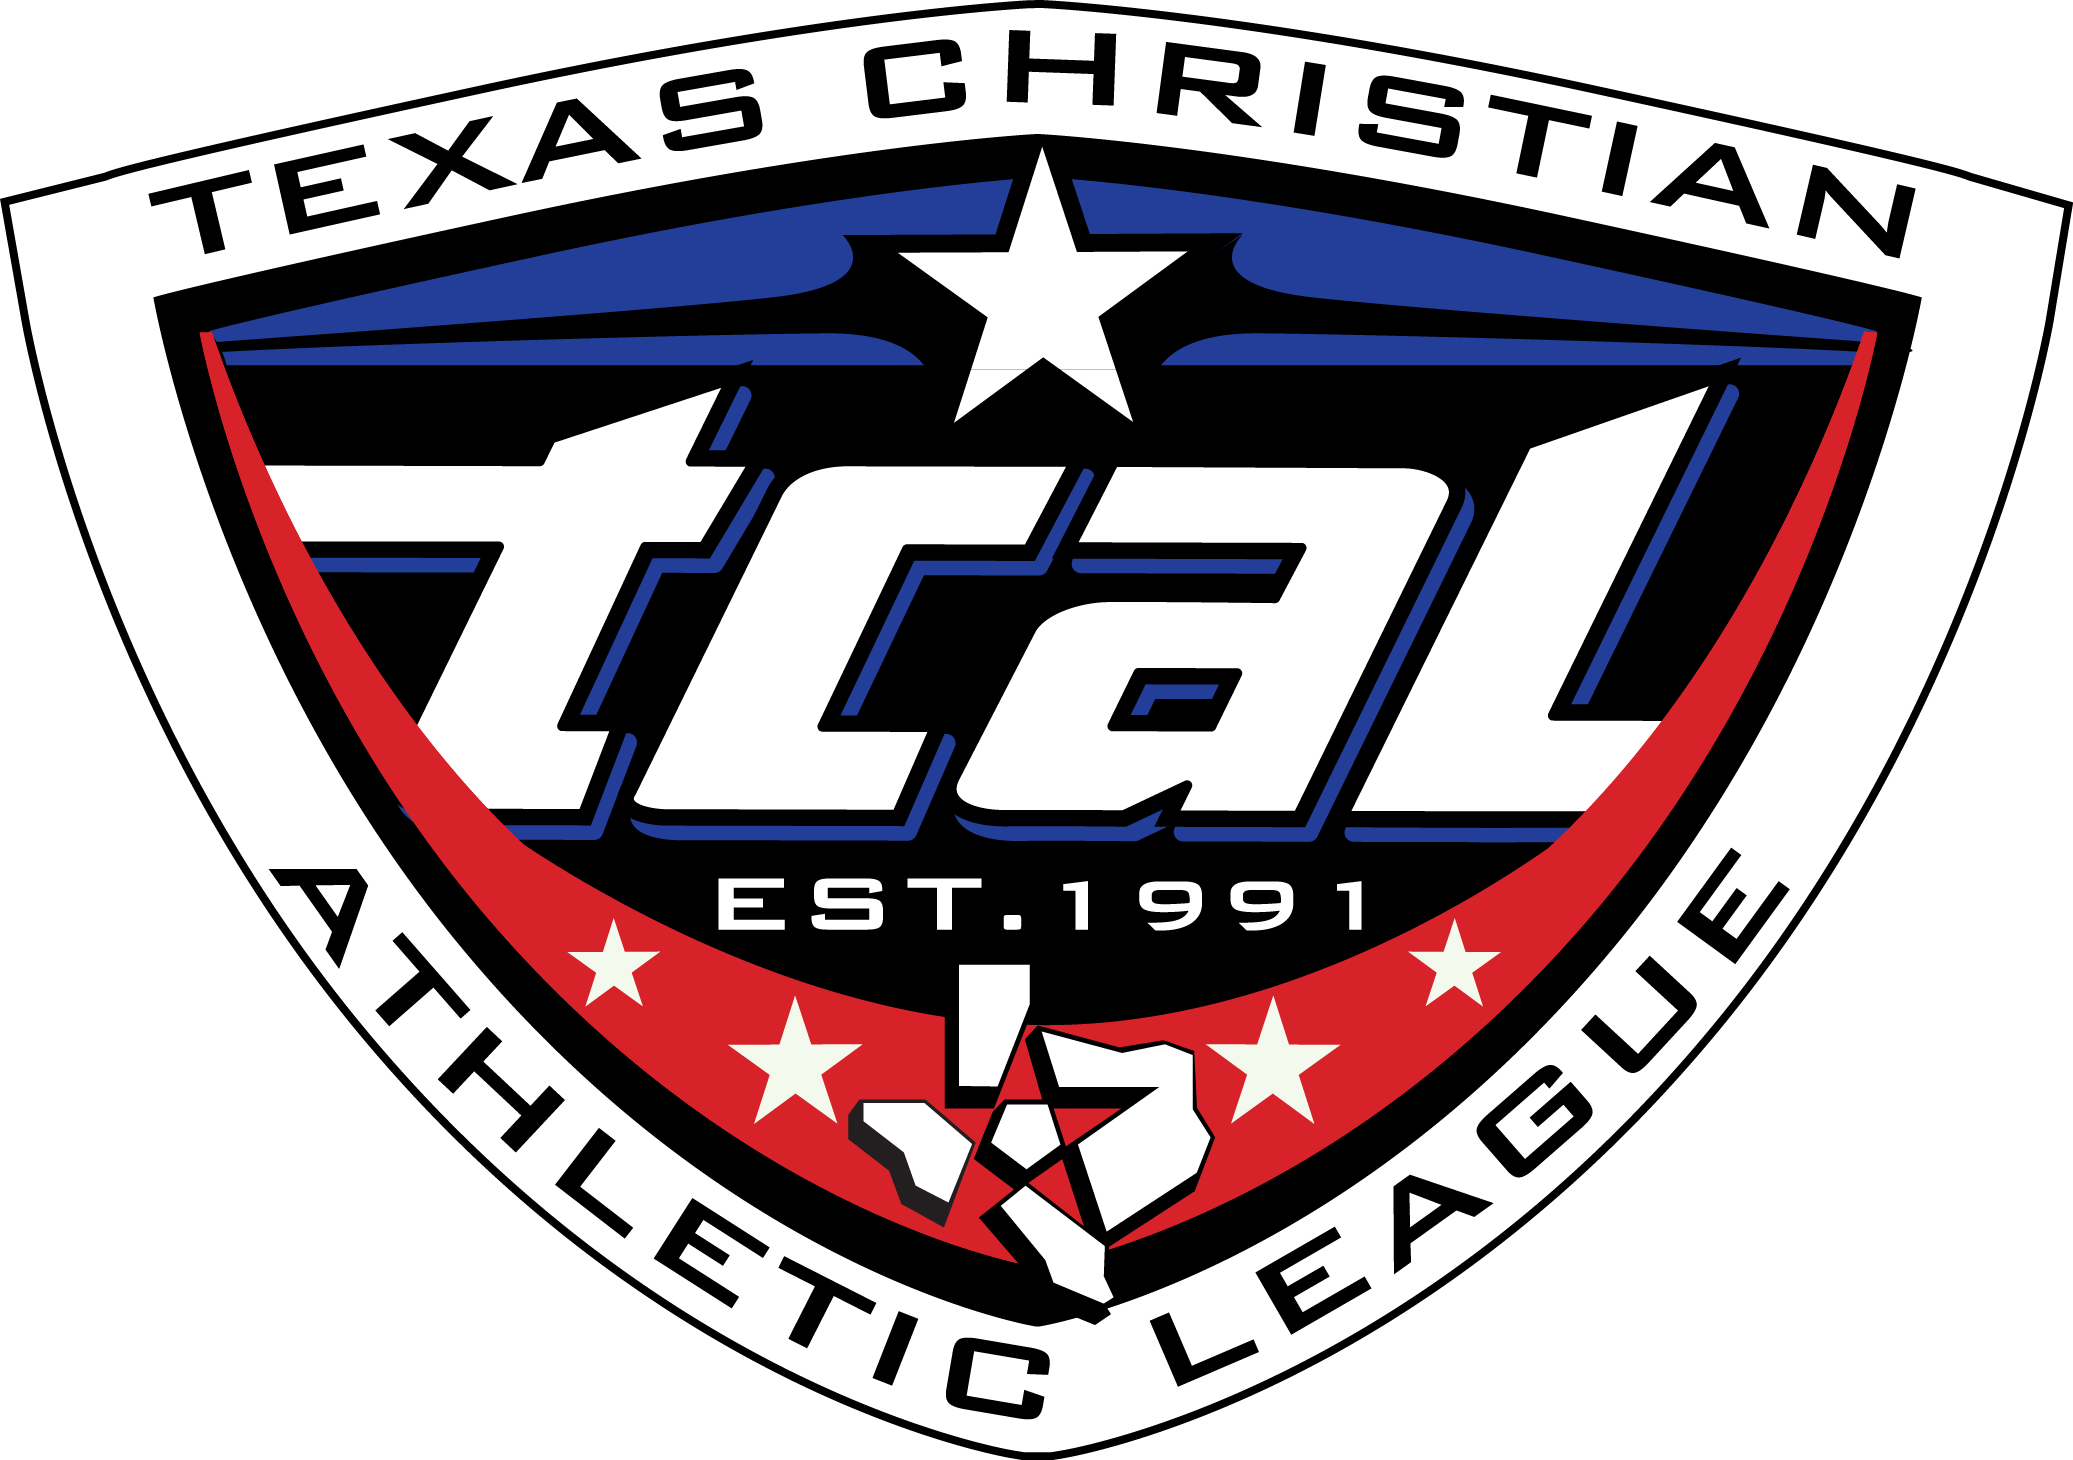 TEXAS CHRISTIAN
tcal
EST.1991
ATHLETIC LEAGUE